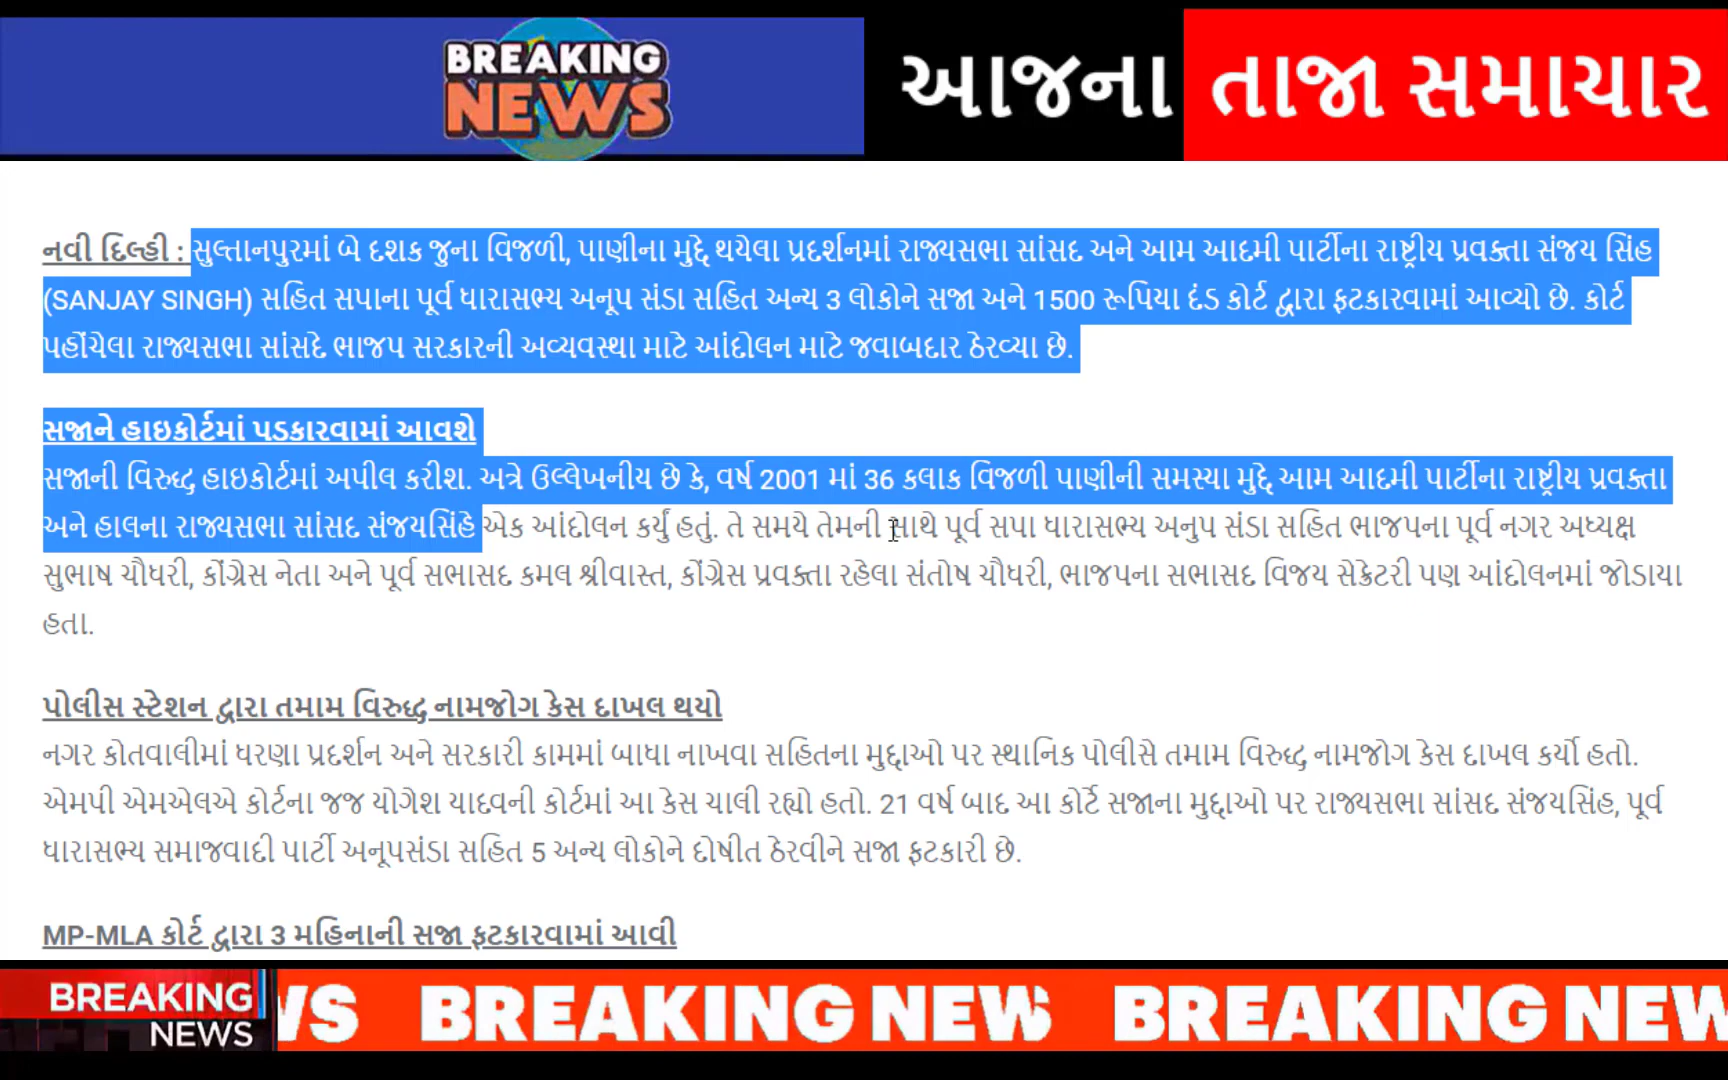 BREAKING
NEWS
આજના તાજા સમાચાર
નવી દિલ્હી : સુલ્તાનપુરમાં બે દશક જુના વિજળી, પાણીના મુદ્દે થયેલા પ્રદર્શનમાં રાજ્યસભા સાંસદ અને આમ આદમી પાર્ટીના રાષ્ટ્રીય પ્રવક્તા સંજય સિંહ
(SANJAY SINGH) સહિત સપાના પૂર્વ ધારાસભ્ય અનૂપ સંડા સહિત અન્ય 3 લોકોને સજા અને 1500 રૂપિયા દંડ કોર્ટ દ્વારા ફટકારવામાં આવ્યો છે. કોર્ટ
પહોંચેલા રાજ્યસભા સાંસદે ભાજપ સરકારની અવ્યવસ્થા માટે આંદોલન માટે જવાબદાર ઠેરવ્યા છે.
સજાને હાઇકોર્ટમાં પડકારવામાં આવશે
સજાની વિરુદ્ધ હાઇકોર્ટમાં અપીલ કરીશ. અત્રે ઉલ્લેખનીય છે કે, વર્ષ 2001 માં 36 કલાક વિજળી પાણીની સમસ્યા મુદ્દે આમ આદમી પાર્ટીના રાષ્ટ્રીય પ્રવક્તા
અને હાલના રાજ્યસભા સાંસદ સંજયસિંહે એક આંદોલન કર્યું હતું. તે સમયે તેમની સાથે પૂર્વ સપા ધારાસભ્ય અનુપ સંડા સહિત ભાજપના પૂર્વ નગર અધ્યક્ષ
સુભાષ ચૌધરી, કોંગ્રેસ નેતા અને પૂર્વ સભાસદ કમલ શ્રીવાસ્ત, કોંગ્રેસ પ્રવક્તા રહેલા સંતોષ ચૌધરી, ભાજપના સભાસદ વિજય સેક્રેટરી પણ આંદોલનમાં જોડાયા
હતા.
પોલીસ સ્ટેશન દ્વારા તમામ વિરુદ્ધ નામજોગ કેસ દાખલ થયો
નગર કોતવાલીમાં ધરણા પ્રદર્શન અને સરકારી કામમાં બાધા નાખવા સહિતના મુદ્દાઓ પર સ્થાનિક પોલીસે તમામ વિરુદ્ધ નામજોગ કેસ દાખલ કર્યો હતો.
એમપી એમએલએ કોર્ટના જજ યોગેશ યાદવની કોર્ટમાં આ કેસ ચાલી રહ્યો હતો. 21 વર્ષ બાદ આ કોર્ટે સજાના મુદ્દાઓ પર રાજ્યસભા સાંસદ સંજયસિંહ, પૂર્વ
ધારાસભ્ય સમાજવાદી પાર્ટી અનૂપસંડા સહિત 5 અન્ય લોકોને દોષીત ઠેરવીને સજા ફટકારી છે.
MP-MLA કોર્ટ દ્વારા 3 મહિનાની સજા ફટકારવામાં આવી
BREAKING
NEWS
WS BREAKING NEWS BREAKING NEW